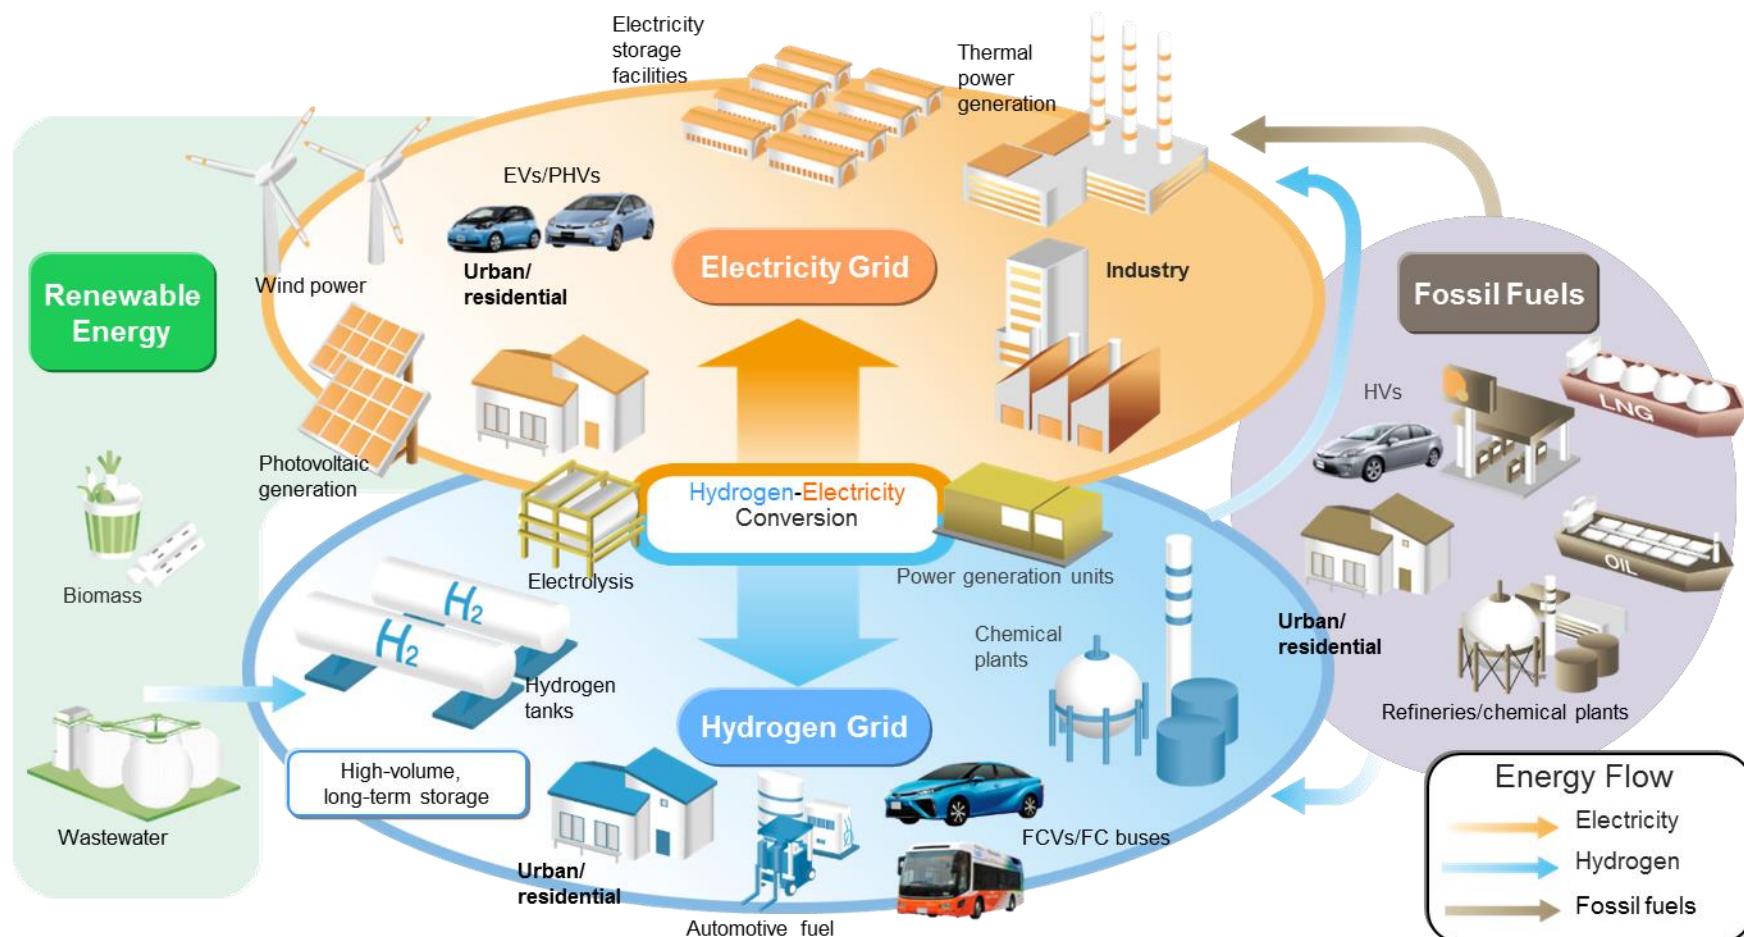 Electricity
storage
facilities
Thermal
power
generation
EVs/PHVs
Urban/
residential
Electricity Grid
Industry
Renewable
Energy
Wind power
Fossil Fuels
HVs
LNG
Photovoltaic
generation
Hydrogen-Electricity
Conversion
Electrolysis
Power generation units
Biomass
OIL
H2
H2
Urban/
residential
Chemical
plants
Hydrogen
tanks
Refineries/chemical plants
Hydrogen Grid
High-volume,
long-term storage
Wastewater
Urban/
residential
FCVs/FC buses
Automotive fuel
Energy Flow
Electricity
Hydrogen
Fossil fuels